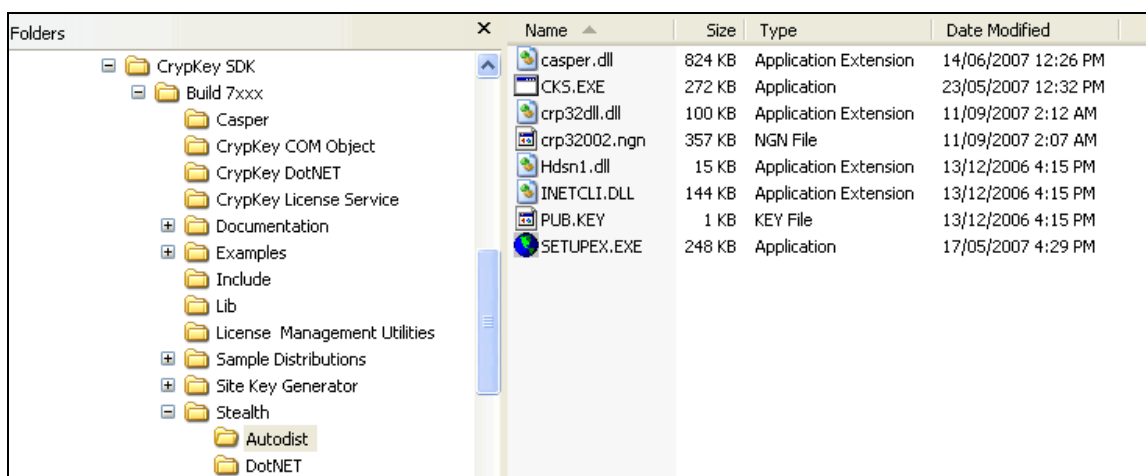 Folders
CrypKey SDK
Build 7xxx
Casper
CrypKey COM Object
CrypKey DotNET
CrypKey License Service
Documentation
Examples
Include
Lib
License Management Utilities
Sample Distributions
Site Key Generator
Stealth
Autodist
DotNET
Name Size Type Date Modified
casper.dll 824 KB Application Extension 14/06/2007 12:26 PM
CKS.EXE 272 KB Application 23/05/2007 12:32 PM
crp32dll.dll 100 KB Application Extension 11/09/2007 2:12 AM
crp32002.ngn 357 KB NGN File 11/09/2007 2:07 AM
Hdsn1.dll 15 KB Application Extension 13/12/2006 4:15 PM
INETCLI.DLL 144 KB Application Extension 13/12/2006 4:15 PM
PUB.KEY 1 KB KEY File 13/12/2006 4:15 PM
SETUPEX.EXE 248 KB Application 17/05/2007 4:29 PM